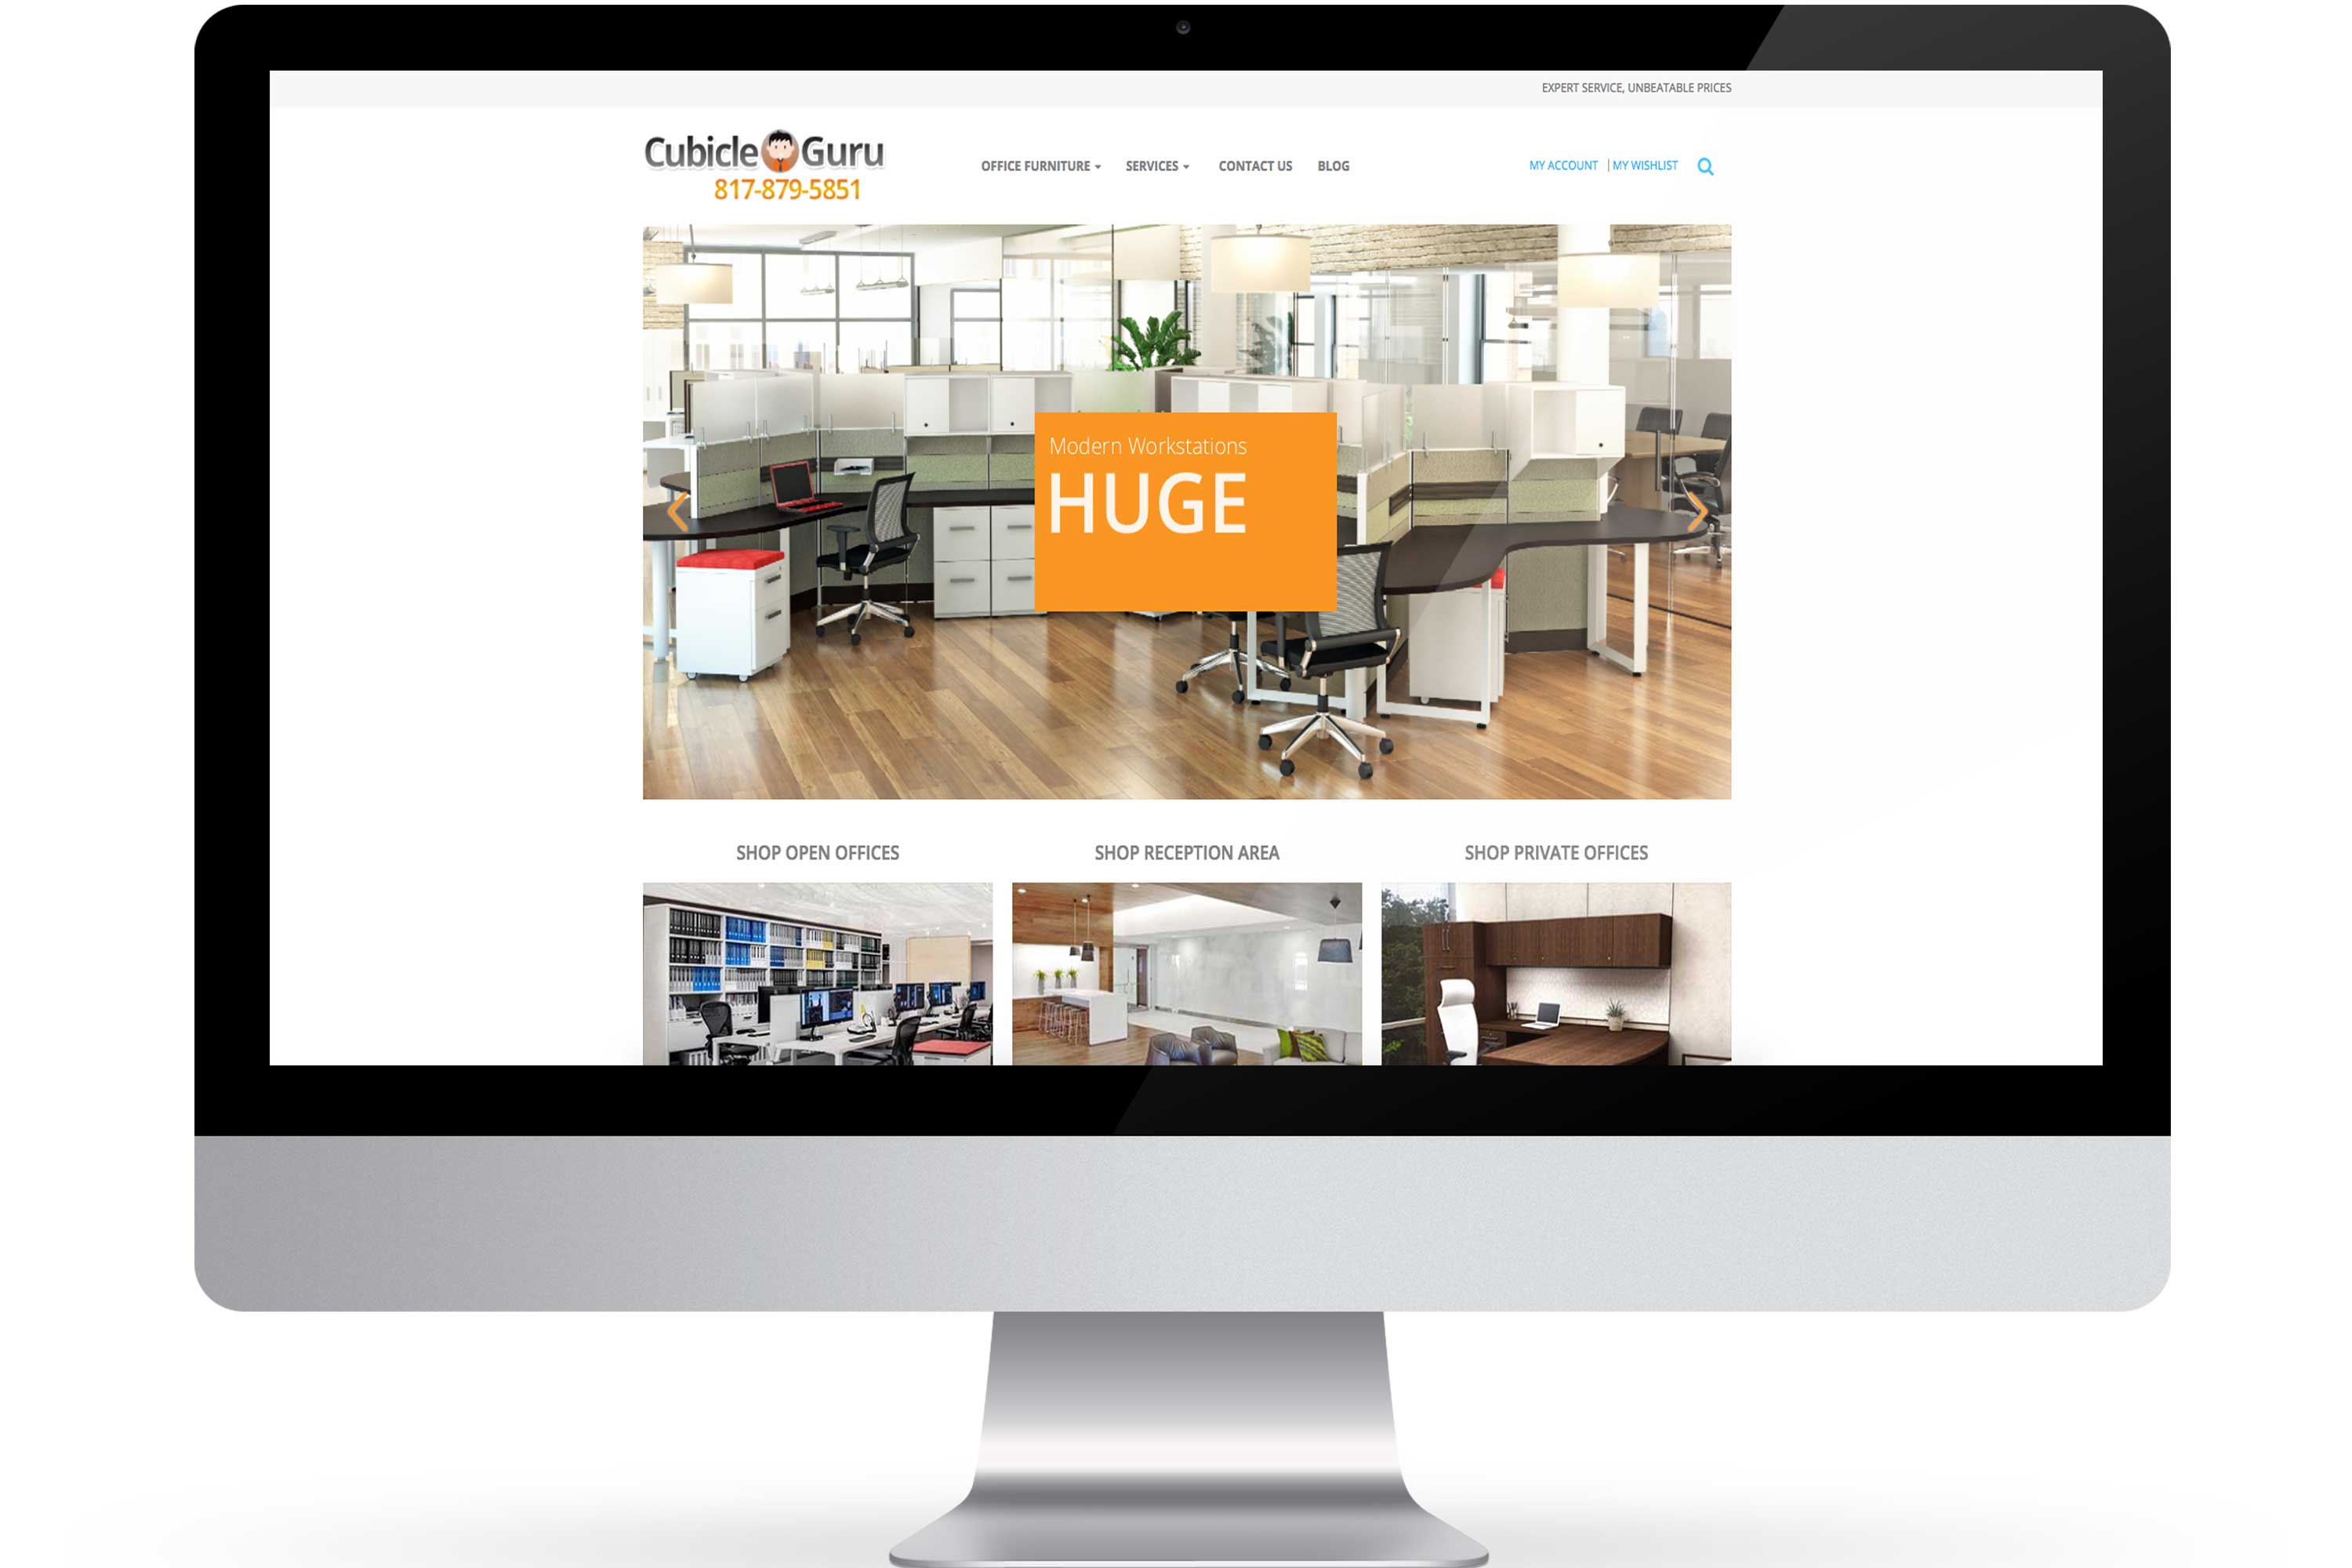 EXPERT SERVICE, UNBEATABLE PRICES
Cubicle Guru
817-879-5851
OFFICE FURNITURE SERVICES CONTACT US BLOG
MY ACCOUNT | MY WISHLIST
Modern Workstations
HUGE
SHOP OPEN OFFICES SHOP RECEPTION AREA SHOP PRIVATE OFFICES